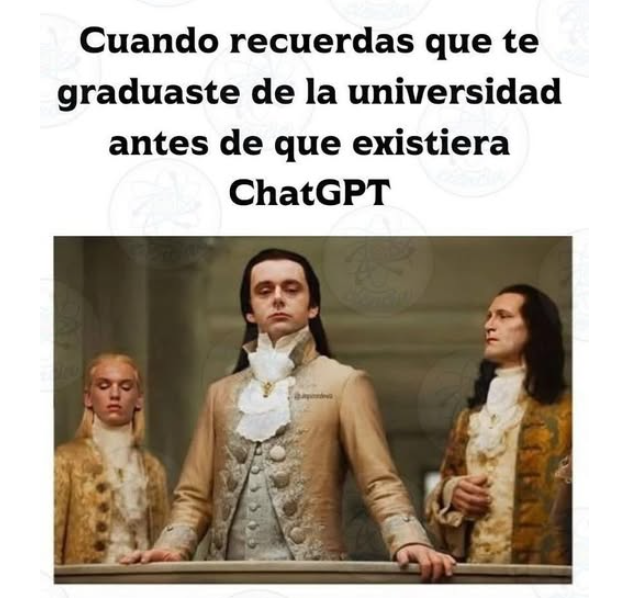 Cuando recuerdas que te
graduaste de la universidad
antes de que existiera
ChatGPT